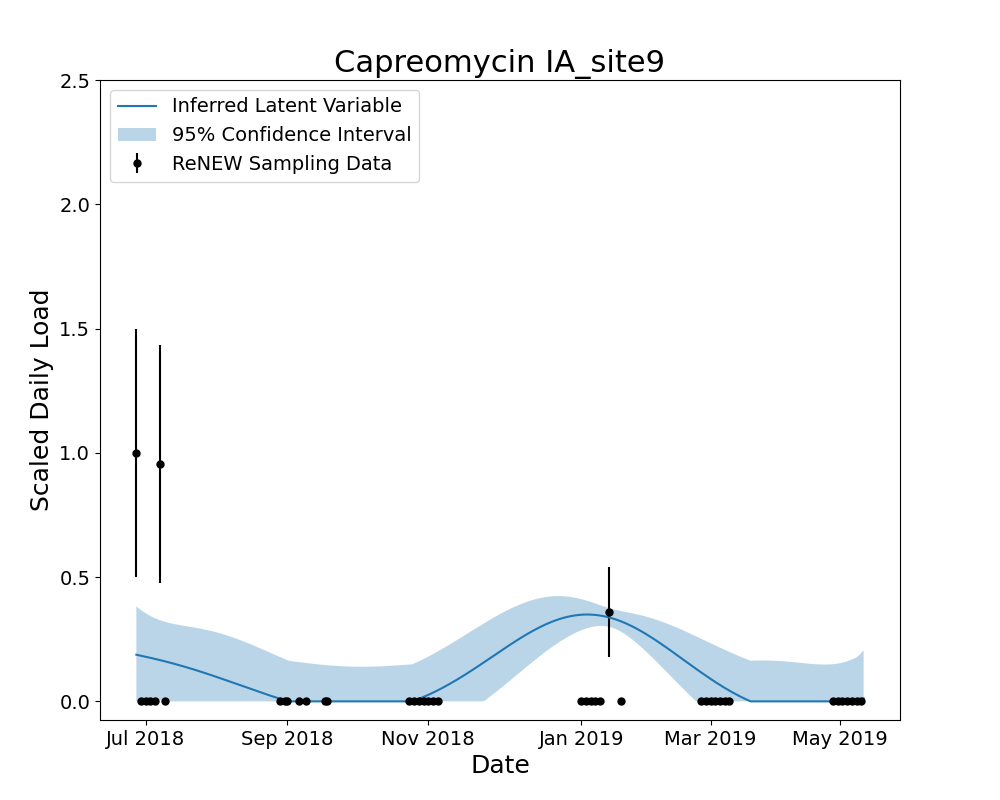 Capreomycin IA_site9
Inferred Latent Variable
95% Confidence Interval
ReNEW Sampling Data
2.5
2.0
1.5
1.0
0.5
0.0
Scaled Daily Load
Jul 2018 Sep 2018 Nov 2018 Jan 2019 Mar 2019 May 2019
Date